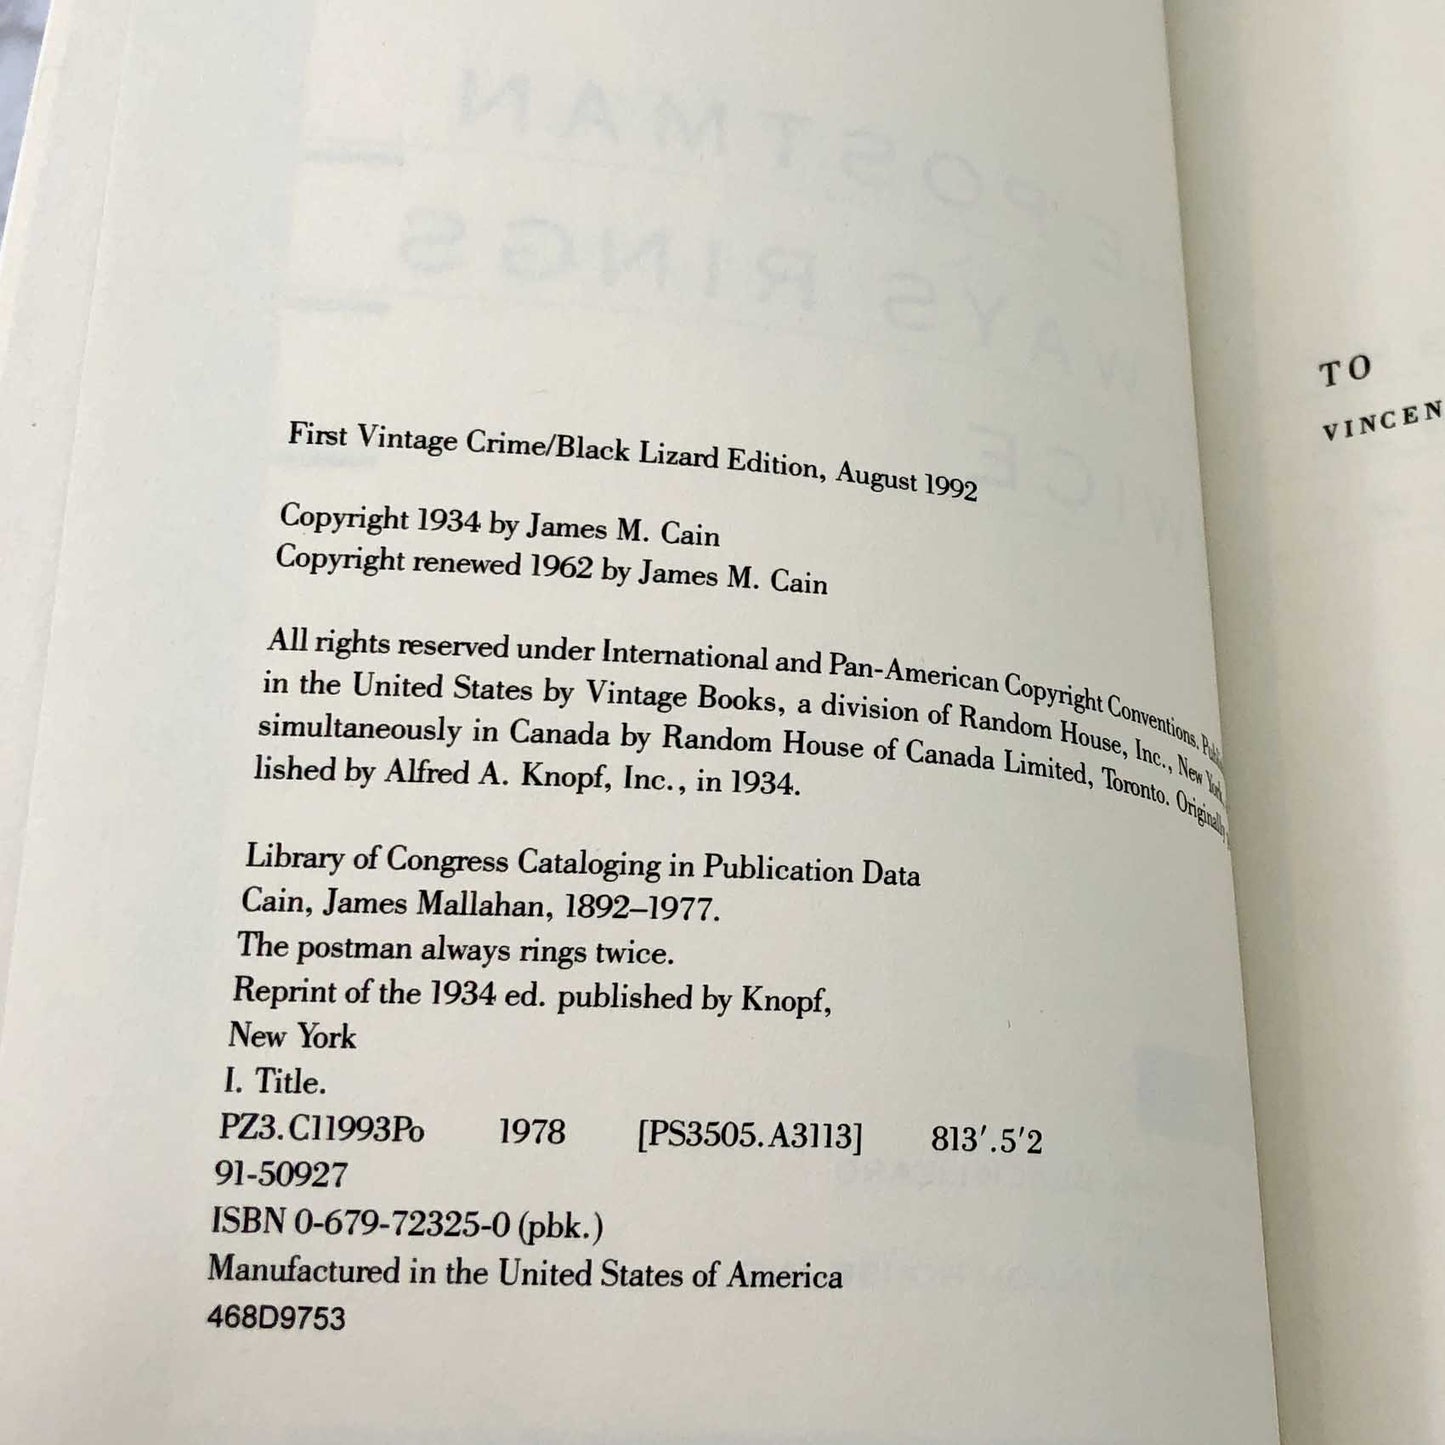 First Vintage Crime/Black Lizard Edition, August 1992
Copyright 1934 by James M. Cain
Copyright renewed 1962 by James M. Cain
All rights reserved under International and Pan-American Copyright Conventions.
in the United States by Vintage Books, a division of Random House, Inc., New York,
simultaneously in Canada by Random House of Canada Limited, Toronto. Originally
lished by Alfred A. Knopf, Inc., in 1934.
Library of Congress Cataloging in Publication Data
Cain, James Mallahan, 1892–1977.
The postman always rings twice.
Reprint of the 1934 ed. published by Knopf,
New York
I. Title.
PZ3.C11993Po 1978 [PS3505.A3113] 813′.5′2
91-50927
ISBN 0-679-72325-0 (pbk.)
Manufactured in the United States of America
468D9753
TO
VINCEN